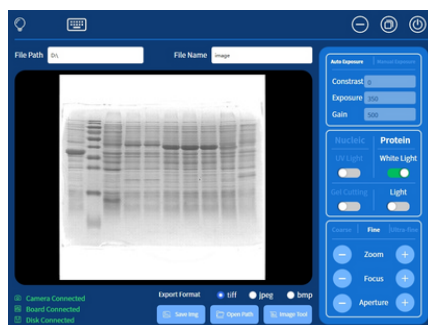 File Path D:\ File Name image
Auto Exposure Manual Exposure
Constrast 0
Exposure 350
Gain 500
Nucleic Protein
UV Light White Light
Gel Cutting Light
Coarse Fine Ultra-fine
- Zoom +
- Focus +
- Aperture +
Camera Connected
Board Connected
Disk Connected
Export Format tiff jpeg bmp
Save Img Open Path Image Tool